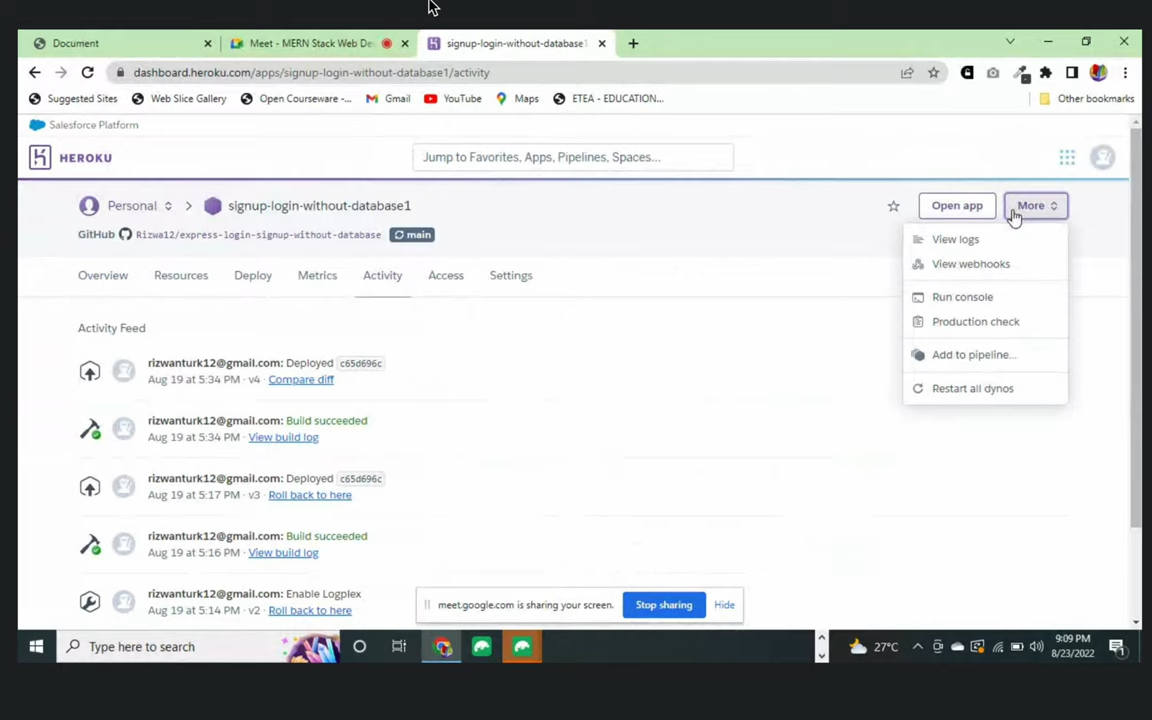 Document
Meet - MERN Stack Web De
signup-login-without-database
dashboard.heroku.com/apps/signup-login-without-database1/activity
Suggested Sites
Web Slice Gallery
Open Courseware -...
Gmail
YouTube
Maps
ETEA - EDUCATION...
Other bookmarks
Salesforce Platform
HEROKU
Jump to Favorites, Apps, Pipelines, Spaces...
Personal
signup-login-without-database1
Open app
More
GitHub
Rizwa12/express-login-signup-without-database
main
View logs
View webhooks
Run console
Production check
Add to pipeline...
Restart all dynos
Overview
Resources
Deploy
Metrics
Activity
Access
Settings
Activity Feed
rizwanturk12@gmail.com: Deployed c65d696c
Aug 19 at 5:34 PM · v4 · Compare diff
rizwanturk12@gmail.com: Build succeeded
Aug 19 at 5:34 PM · View build log
rizwanturk12@gmail.com: Deployed c65d696c
Aug 19 at 5:17 PM · v3 · Roll back to here
rizwanturk12@gmail.com: Build succeeded
Aug 19 at 5:16 PM · View build log
rizwanturk12@gmail.com: Enable Logplex
Aug 19 at 5:14 PM · v2 · Roll back to here
meet.google.com is sharing your screen.
Stop sharing
Hide
Type here to search
27°C
9:09 PM
8/23/2022
1